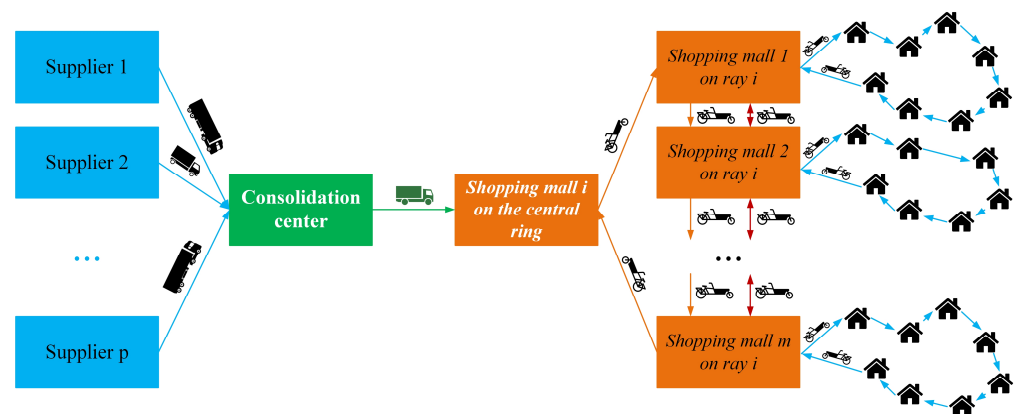 Supplier 1
Supplier 2
...
Supplier p
Consolidation
center
Shopping mall i
on the central
ring
Shopping mall 1
on ray i
Shopping mall 2
on ray i
...
Shopping mall m
on ray i